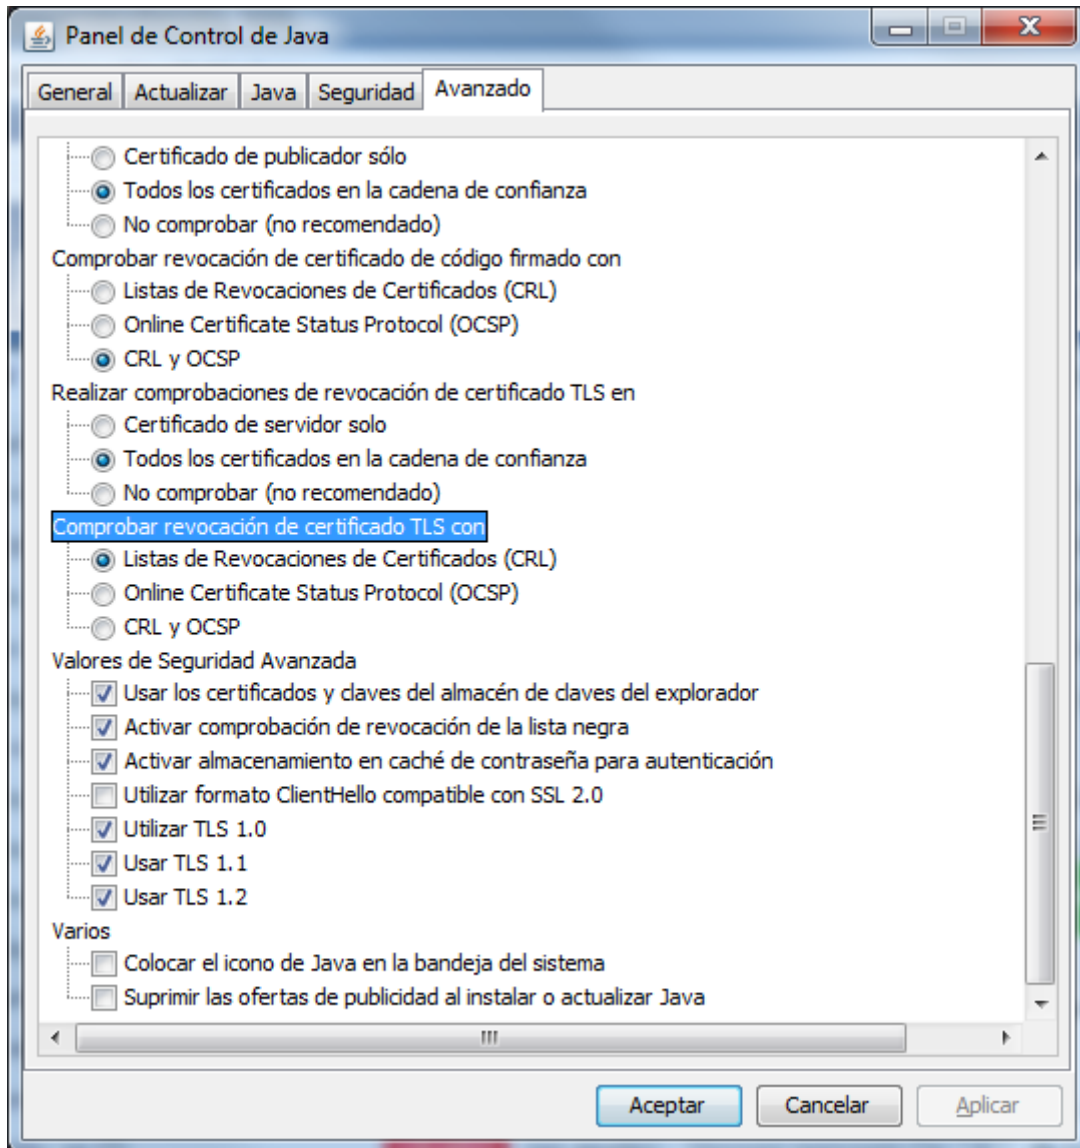 Panel de Control de Java
General Actualizar Java Seguridad Avanzado
Certificado de publicador sólo
Todos los certificados en la cadena de confianza
No comprobar (no recomendado)
Comprobar revocación de certificado de código firmado con
Listas de Revocaciones de Certificados (CRL)
Online Certificate Status Protocol (OCSP)
CRL y OCSP
Realizar comprobaciones de revocación de certificado TLS en
Certificado de servidor solo
Todos los certificados en la cadena de confianza
No comprobar (no recomendado)
Comprobar revocación de certificado TLS con
Listas de Revocaciones de Certificados (CRL)
Online Certificate Status Protocol (OCSP)
CRL y OCSP
Valores de Seguridad Avanzada
Usar los certificados y claves del almacén de claves del explorador
Activar comprobación de revocación de la lista negra
Activar almacenamiento en caché de contraseña para autenticación
Utilizar formato ClientHello compatible con SSL 2.0
Utilizar TLS 1.0
Usar TLS 1.1
Usar TLS 1.2
Varios
Colocar el icono de Java en la bandeja del sistema
Suprimir las ofertas de publicidad al instalar o actualizar Java
Aceptar Cancelar Aplicar